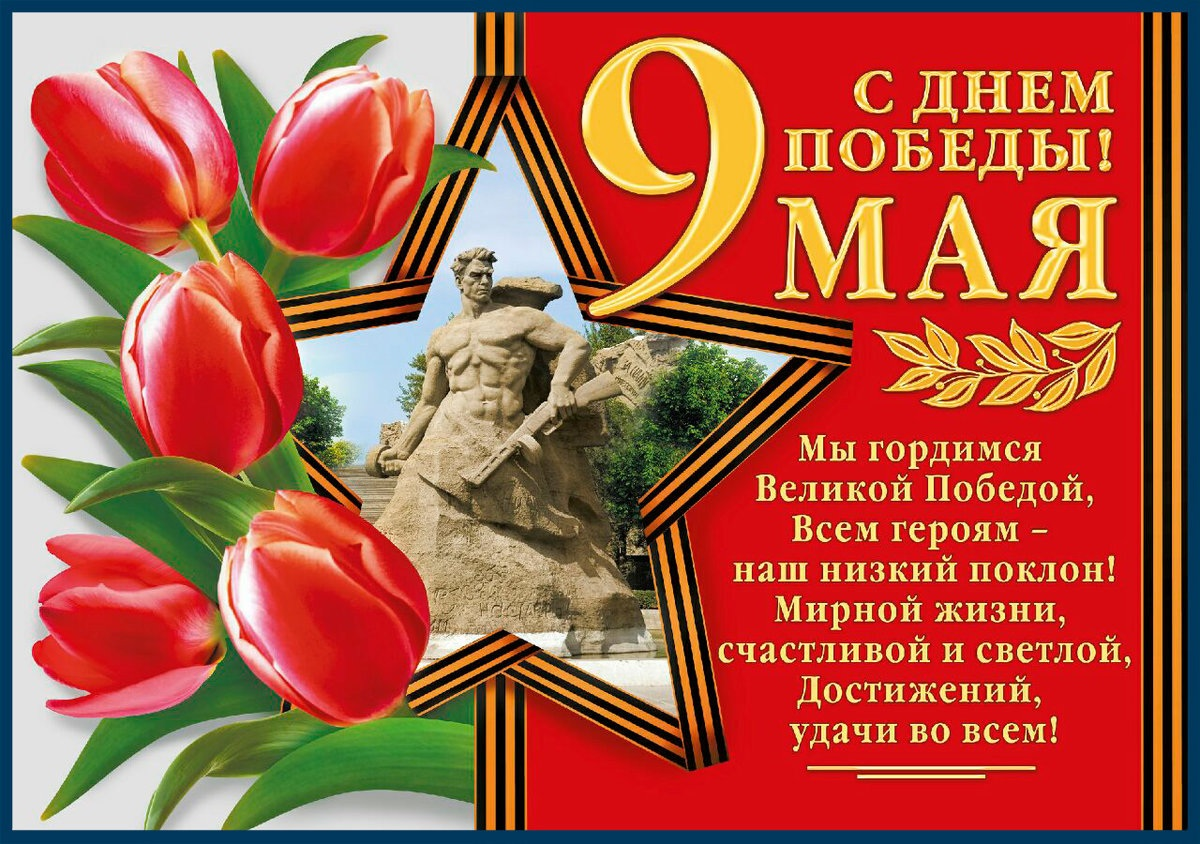 С ДНЕМ
ПОБЕДЫ!
9 МАЯ
Мы гордимся
Великой Победой,
Всем героям –
наш низкий поклон!
Мирной жизни,
счастливой и светлой,
Достижений,
удачи во всем!